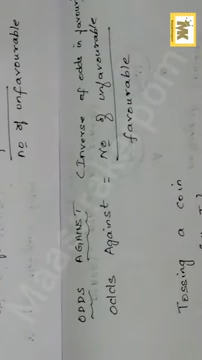 no of unfavourable
ODDS AGAINST (Inverse of odds in favour
Odds Against = No of unfavourable
favourable
Tossing a coin